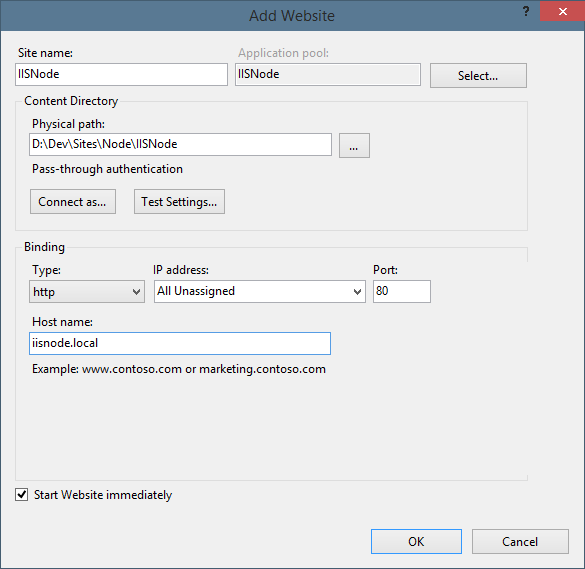 Add Website
?
Site name:
Application pool:
IISNode
IISNode
Select...
Content Directory
Physical path:
D:\Dev\Sites\Node\IISNode
...
Pass-through authentication
Connect as...
Test Settings...
Binding
Type:
IP address:
Port:
http
All Unassigned
80
Host name:
iisnode.local
Example: www.contoso.com or marketing.contoso.com
Start Website immediately
OK
Cancel